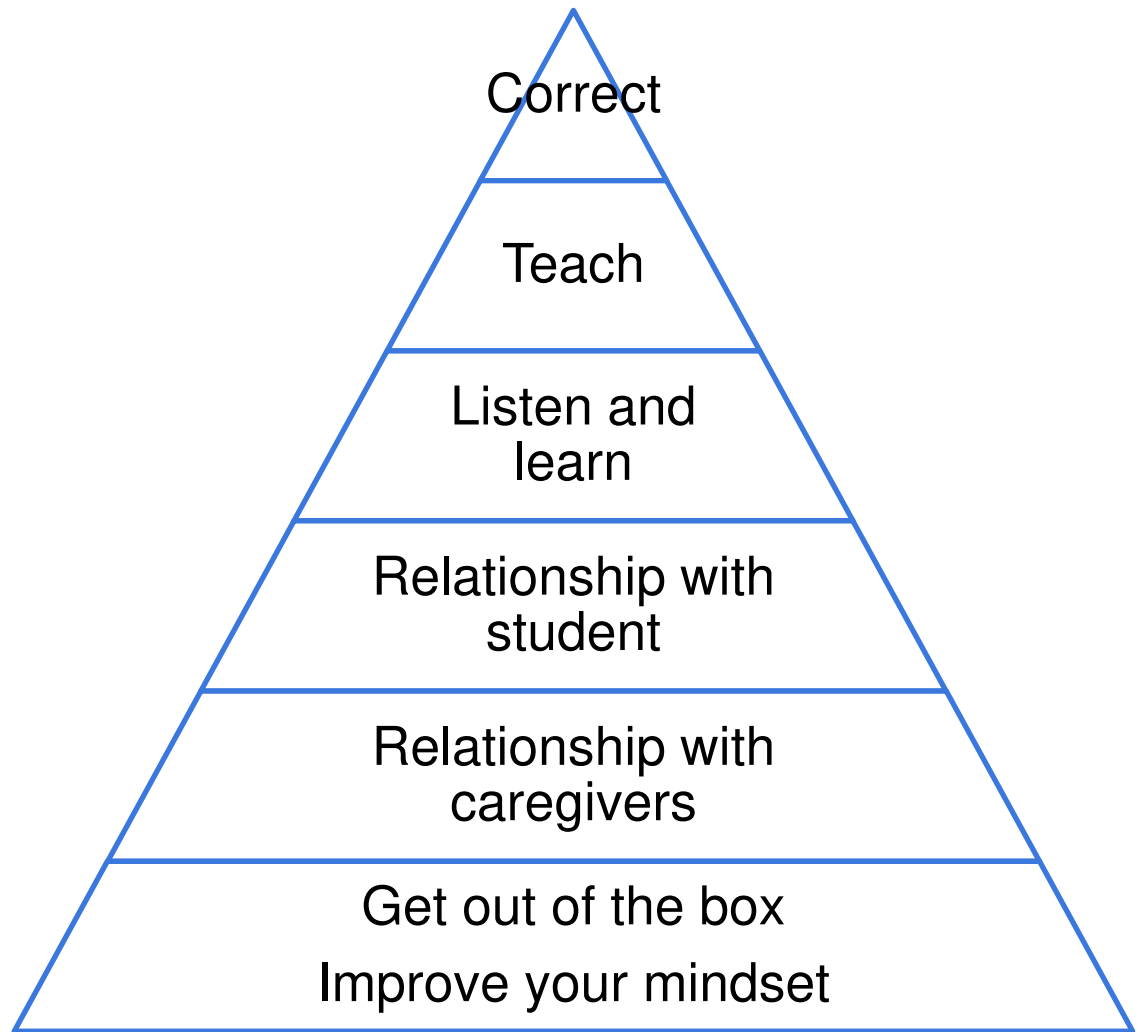 Correct
Teach
Listen and
learn
Relationship with
student
Relationship with
caregivers
Get out of the box
Improve your mindset